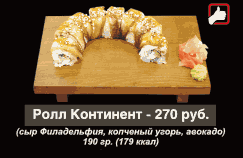 Ролл Континент - 270 руб.
(сыр Филадельфия, копченый угорь, авокадо)
190 гр. (179 ккал)